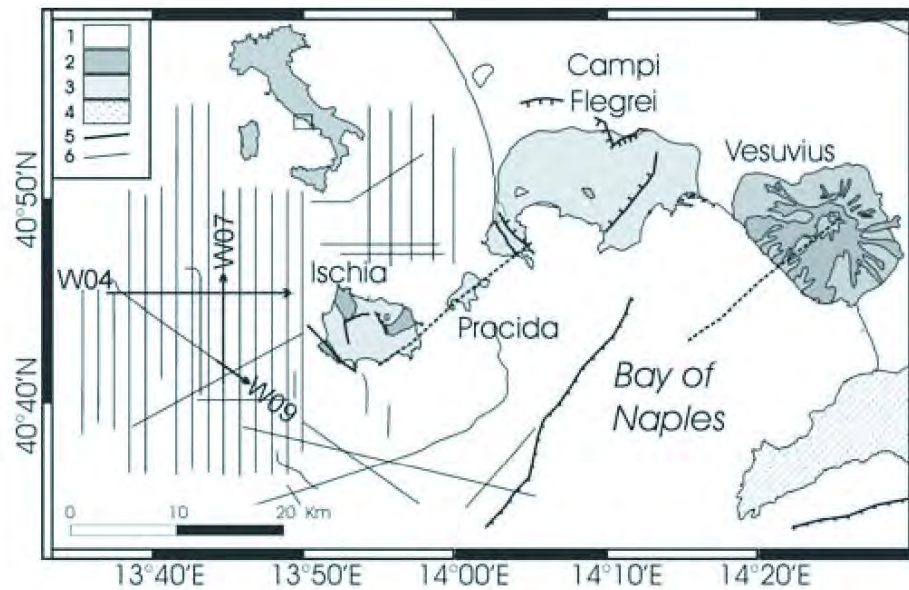 1
2
3
4
5
6
Campi
Flegrei
Vesuvius
40°50'N
W07
W04
Ischia
Procida
Bay of
Naples
40°40'N
W09
0 10 20 Km
13°40'E 13°50'E 14°00'E 14°10'E 14°20'E